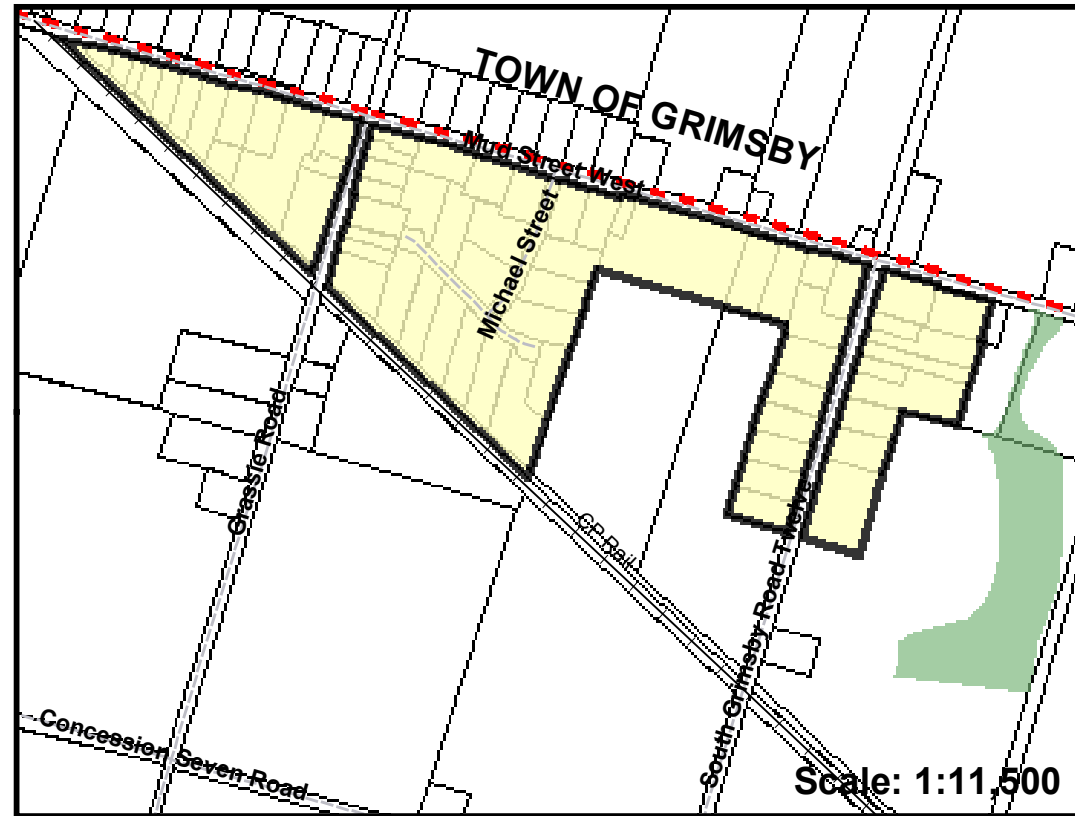 TOWN OF GRIMSBY
Mud Street West
Michael Street
Grassie Road
CP Rail
South Grimsby Road Twelve
Concession Seven Road
Scale: 1:11,500